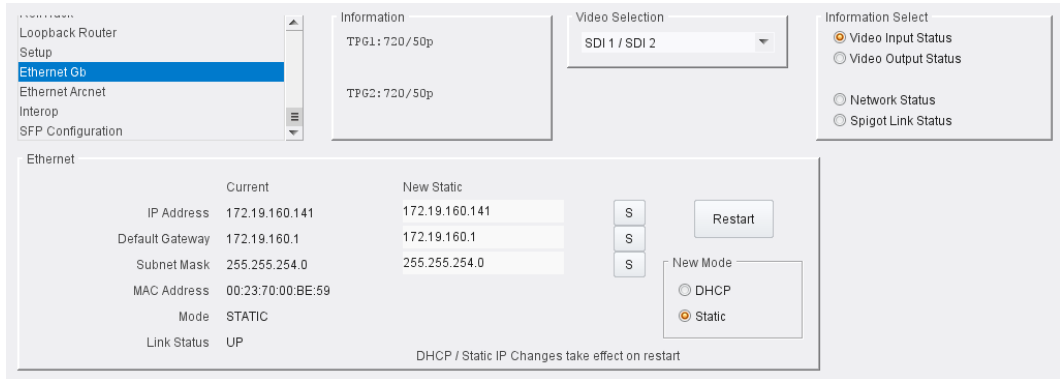 Loopback Router
Setup
Ethernet Gb
Ethernet Arcnet
Interop
SFP Configuration
Information
TPG1:720/50p
TPG2:720/50p
Video Selection
SDI 1 / SDI 2
Information Select
Video Input Status
Video Output Status
Network Status
Spigot Link Status
Ethernet
Current New Static
IP Address 172.19.160.141 172.19.160.141 S
Default Gateway 172.19.160.1 172.19.160.1 S
Subnet Mask 255.255.254.0 255.255.254.0 S
MAC Address 00:23:70:00:BE:59
Mode STATIC
Link Status UP
Restart
New Mode
DHCP
Static
DHCP / Static IP Changes take effect on restart